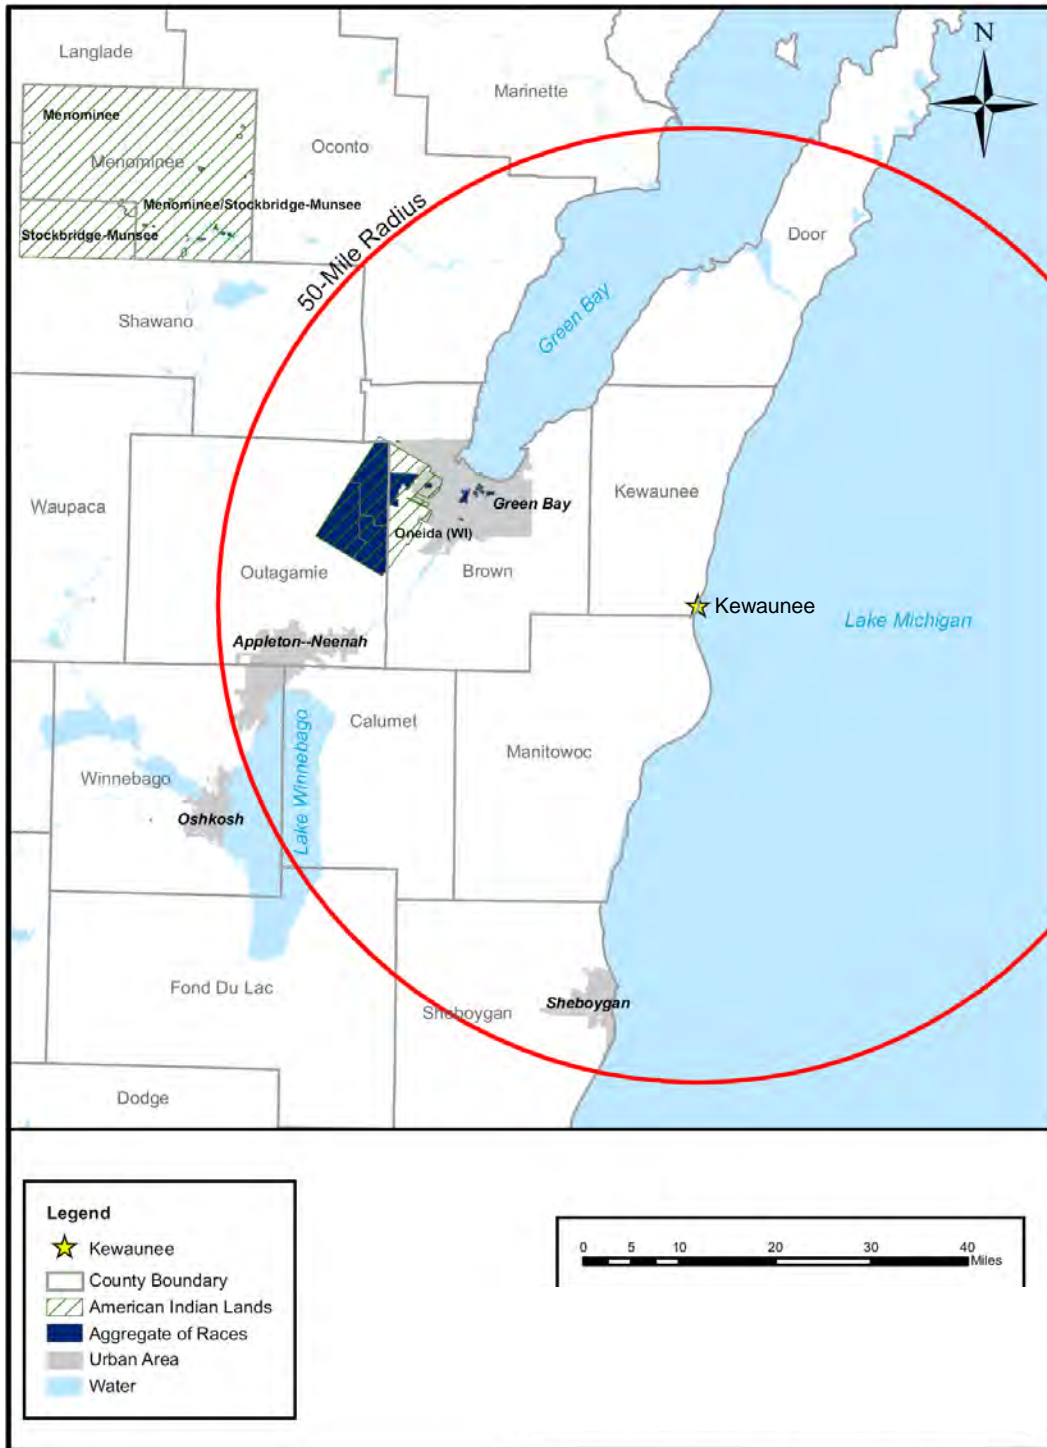 N
Langlade
Marinette
Menominee
Oconto
Menominee
Menominee/Stockbridge-Munsee
Stockbridge-Munsee
50-Mile Radius
Door
Green Bay
Shawano
Waupaca
Green Bay
Kewaunee
Oneida (WI)
Outagamie
Brown
Kewaunee
Lake Michigan
Appleton--Neenah
Calumet
Manitowoc
Winnebago
Lake Winnebago
Oshkosh
Fond Du Lac
Sheboygan
Sheboygan
Dodge
Legend
Kewaunee
County Boundary
American Indian Lands
Aggregate of Races
Urban Area
Water
0 5 10 20 30 40
Miles